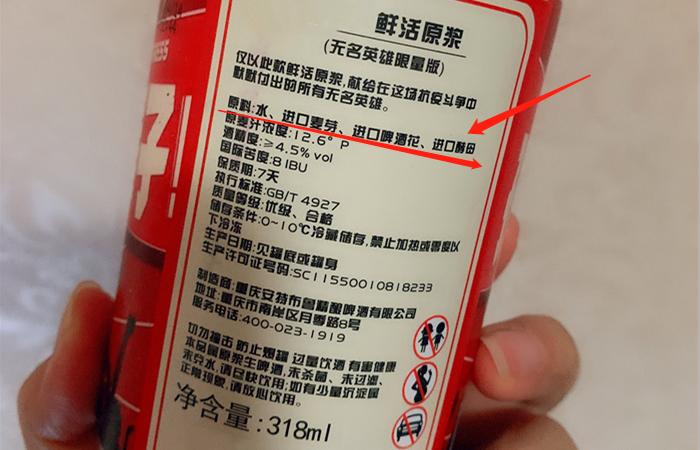 鲜活原浆
(无名英雄限量版)
仅以此款鲜活原浆,献给在这场抗疫斗争中
默默付出的所有无名英雄。
原料:水、进口麦芽、进口啤酒花、进口酵母
原麦汁浓度:12.6°P
酒精度:≥4.5% vol
国际苦度:8IBU
保质期:7天
执行标准:GB/T 4927
质量等级:优级、合格
储存条件:0~10℃冷藏储存,禁止加热或零度以
下冷冻
生产日期:见罐底或罐身
生产许可证号码:SC11550010818233
制造商:重庆安特布鲁精酿啤酒有限公司
地址:重庆市南岸区月季路8号
服务电话:400-023-1919
切勿撞击 防止爆罐 过量饮酒 有害健康
本品属原浆生啤酒,未杀菌、未过滤、
未兑水,请尽快饮用;如有少量沉淀属
正常现象,请放心饮用。
净含量:318ml